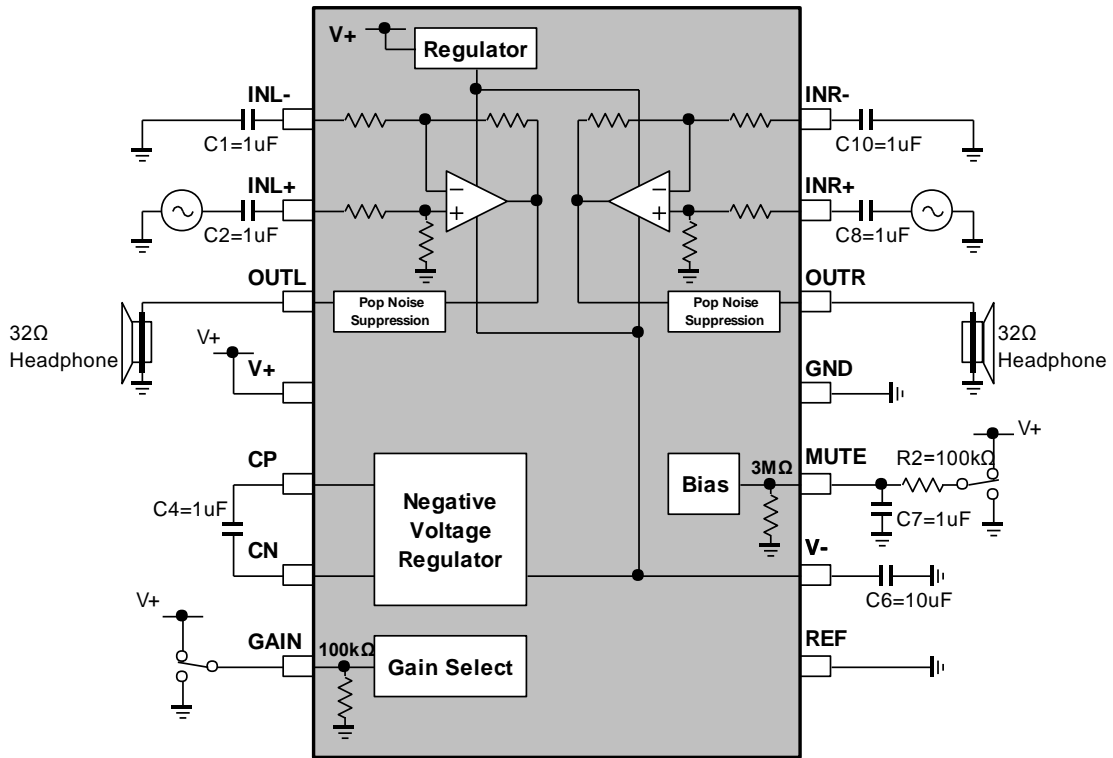 V+
Regulator
INL-
C1=1uF
INL+
C2=1uF
OUTL
32Ω
Headphone
V+
V+
CP
C4=1uF
CN
V+
GAIN
100kΩ
Gain Select
Negative
Voltage
Regulator
Pop Noise
Suppression
Pop Noise
Suppression
INR-
C10=1uF
INR+
C8=1uF
OUTR
32Ω
Headphone
GND
V+
MUTE
R2=100kΩ
3MΩ
Bias
C7=1uF
V-
C6=10uF
REF